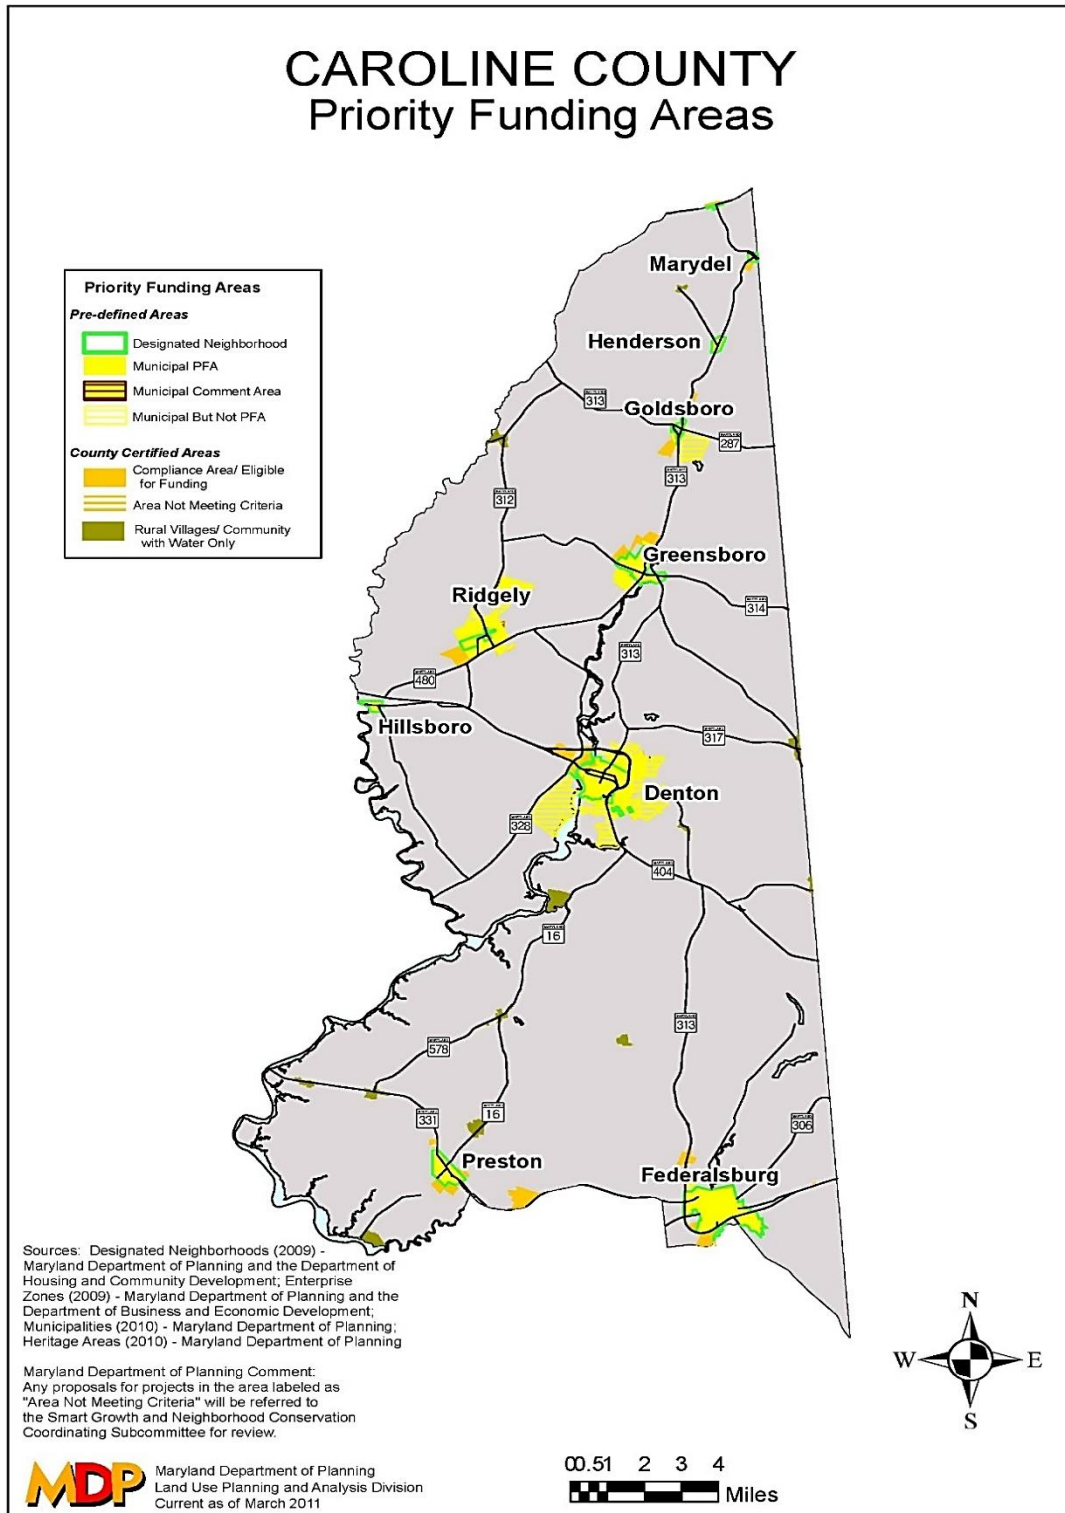 CAROLINE COUNTY
Priority Funding Areas
Priority Funding Areas
Pre-defined Areas
Designated Neighborhood
Municipal PFA
Municipal Comment Area
Municipal But Not PFA
County Certified Areas
Compliance Area/ Eligible
for Funding
Area Not Meeting Criteria
Rural Villages/ Community
with Water Only
Marydel
Henderson
313
Goldsboro
287
313
312
Greensboro
Ridgely
314
313
480
Hillsboro
317
Denton
328
404
16
313
578
331
16
306
Preston
Federalsburg
Sources: Designated Neighborhoods (2009) -
Maryland Department of Planning and the Department of
Housing and Community Development; Enterprise
Zones (2009) - Maryland Department of Planning and the
Department of Business and Economic Development;
Municipalities (2010) - Maryland Department of Planning;
Heritage Areas (2010) - Maryland Department of Planning
Maryland Department of Planning Comment:
Any proposals for projects in the area labeled as
"Area Not Meeting Criteria" will be referred to
the Smart Growth and Neighborhood Conservation
Coordinating Subcommittee for review.
MDP
Maryland Department of Planning
Land Use Planning and Analysis Division
Current as of March 2011
00.51 2 3 4
Miles
N
W E
S